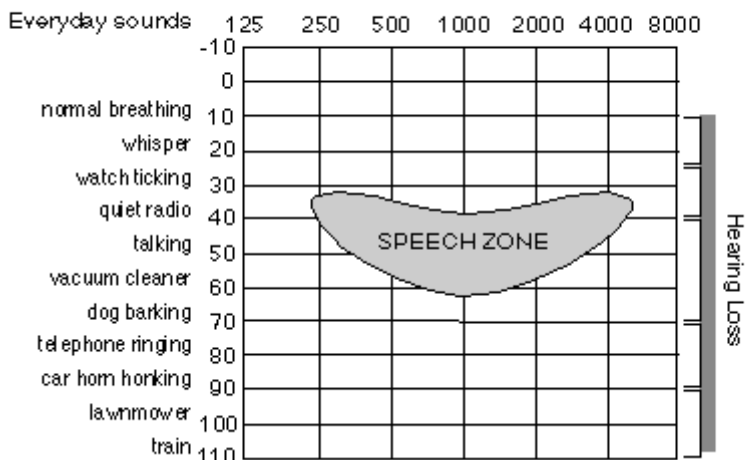 Everyday sounds 125 250 500 1000 2000 4000 8000
-10
0
normal breathing 10
whisper 20
watch ticking 30
quiet radio 40
talking 50
vacuum cleaner 60
dog barking 70
telephone ringing 80
car horn honking 90
lawnmower 100
train 110
SPEECH ZONE
Hearing Loss